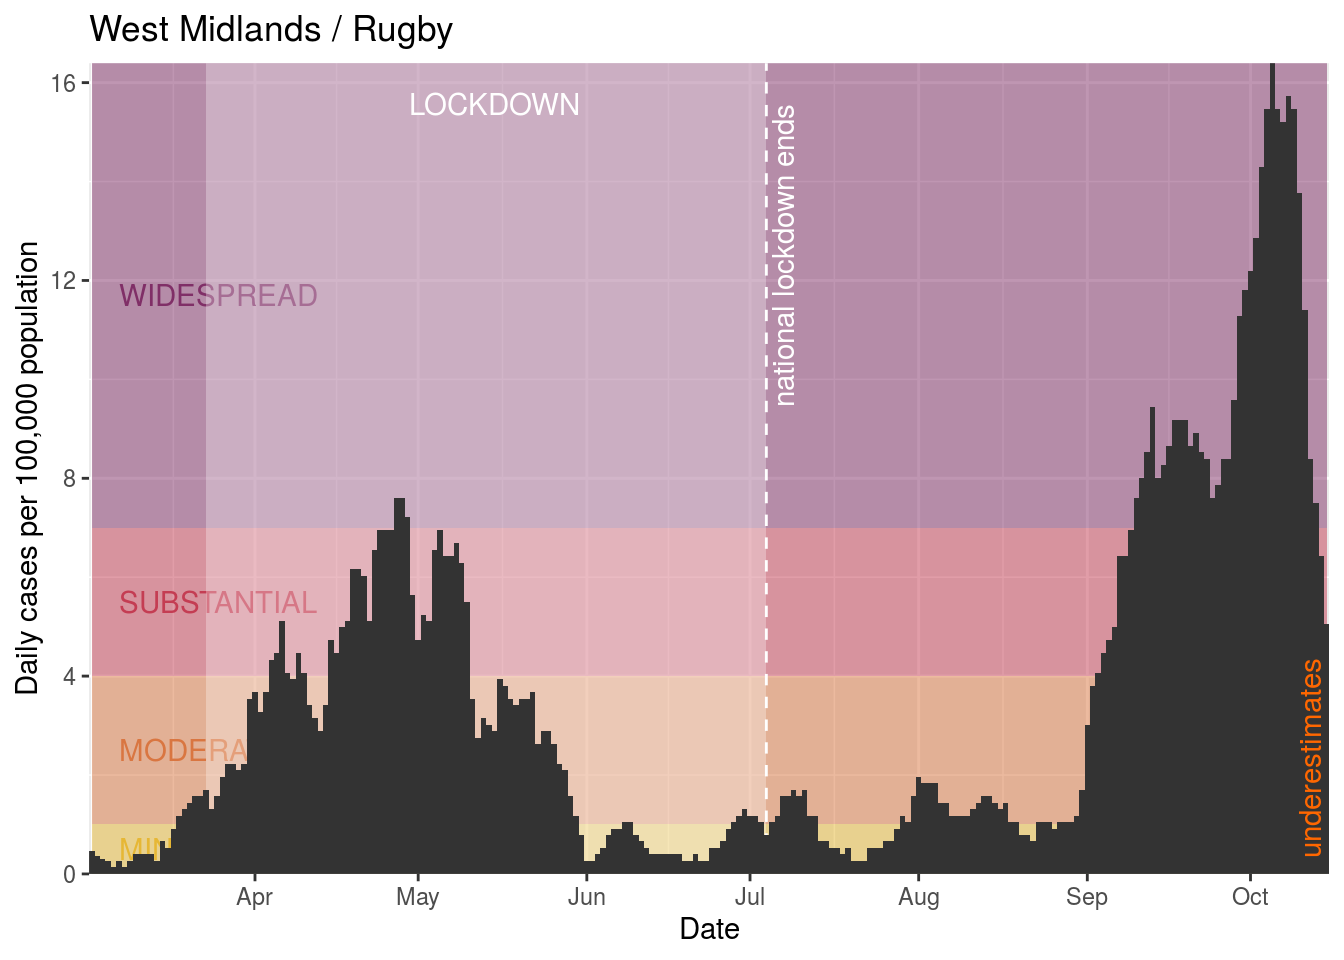 West Midlands / Rugby
Daily cases per 100,000 population
16
12
8
4
0
LOCKDOWN
national lockdown ends
WIDESPREAD
SUBSTANTIAL
MODERA
MIN
underestimates
Apr
May
Jun
Jul
Aug
Sep
Oct
Date